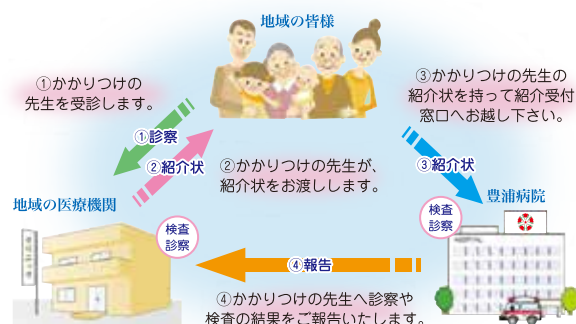 地域の皆様
①かかりつけの
先生を受診します。
③かかりつけの先生の
紹介状を持って紹介受付
窓口へお越し下さい。
①診察
②紹介状
②かかりつけの先生が、
紹介状をお渡しします。
③紹介状
地域の医療機関
豊浦病院
検査
診察
検査
診察
④報告
④かかりつけの先生へ診察や
検査の結果をご報告いたします。